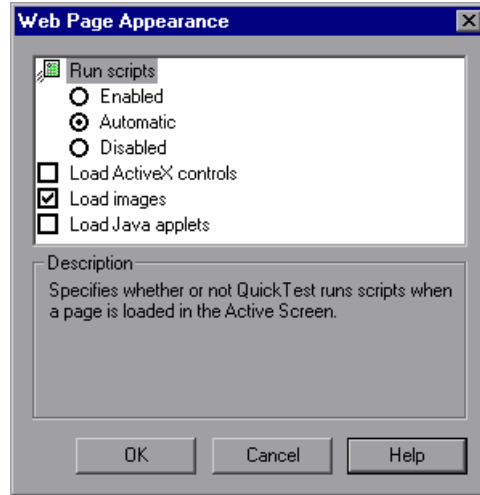 Web Page Appearance
Run scripts
Enabled
Automatic
Disabled
Load ActiveX controls
Load images
Load Java applets
Description
Specifies whether or not QuickTest runs scripts when
a page is loaded in the Active Screen.
OK Cancel Help